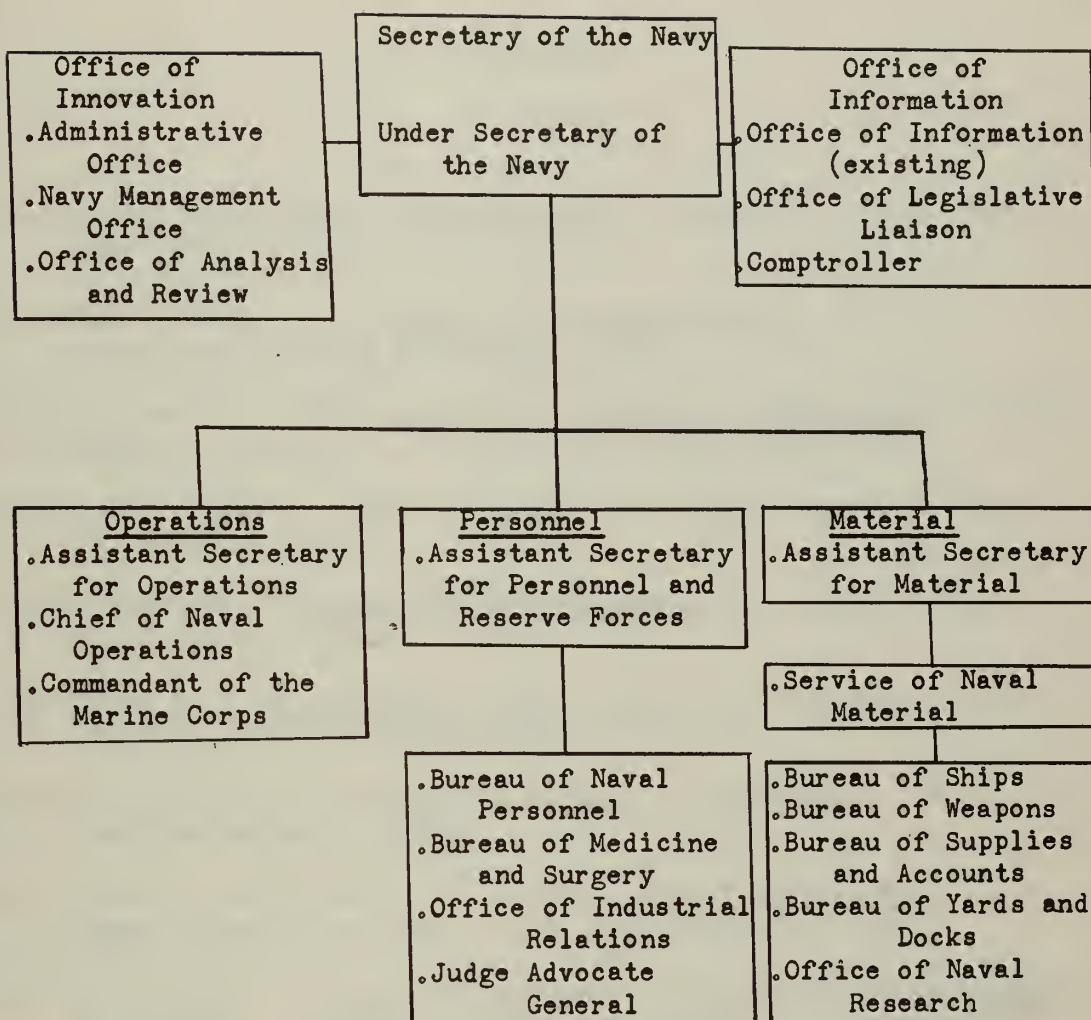 Secretary of the Navy
Under Secretary of
the Navy
Office of
Innovation
.Administrative
Office
.Navy Management
Office
.Office of Analysis
and Review
Office of
Information
.Office of Information
(existing)
.Office of Legislative
Liaison
.Comptroller
Operations
.Assistant Secretary
for Operations
.Chief of Naval
Operations
.Commandant of the
Marine Corps
Personnel
.Assistant Secretary
for Personnel and
Reserve Forces
.Bureau of Naval
Personnel
.Bureau of Medicine
and Surgery
.Office of Industrial
Relations
.Judge Advocate
General
Material
.Assistant Secretary
for Material
.Service of Naval
Material
.Bureau of Ships
.Bureau of Weapons
.Bureau of Supplies
and Accounts
.Bureau of Yards and
Docks
.Office of Naval
Research